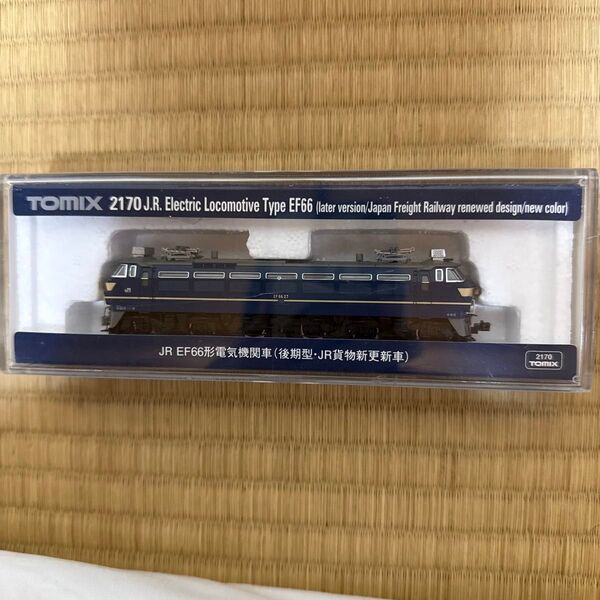 TOMIX 2170 J.R. Electric Locomotive Type EF66 (later version/Japan Freight Railway renewed design/new color)
EF66 27
JR EF66形電気機関車(後期型・JR貨物新更新車)
2170
TOMIX